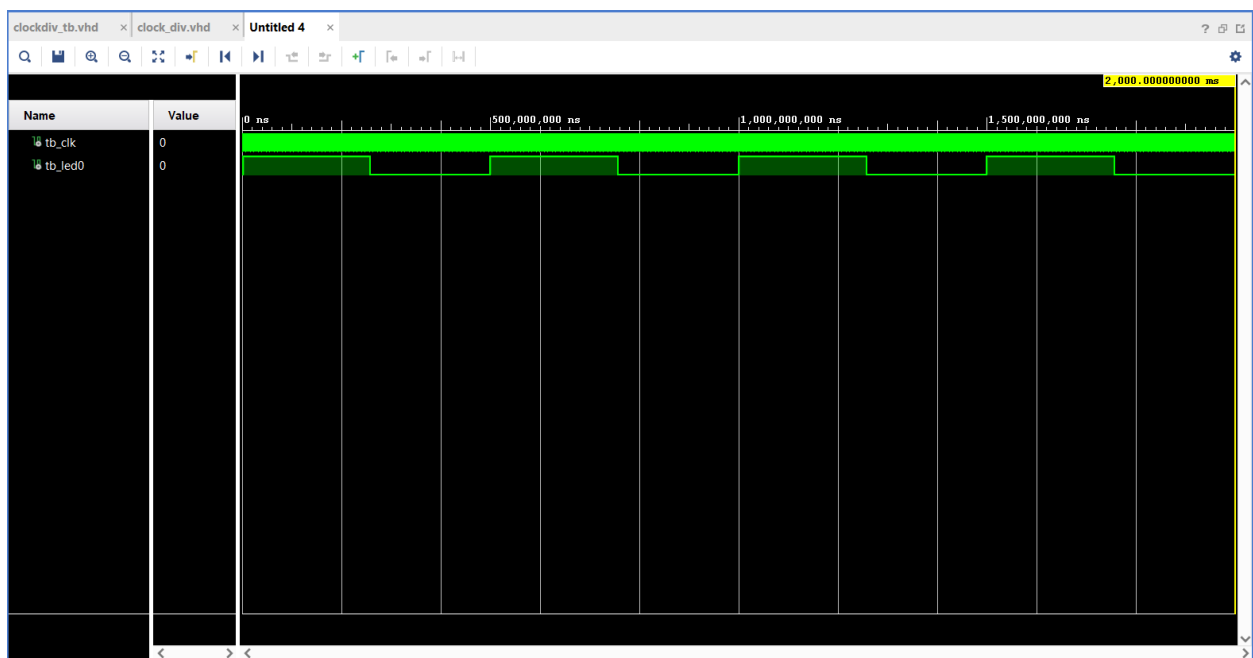 clockdiv_tb.vhd × clock_div.vhd × Untitled 4 ×
2,000.000000000 ms
Name Value
0 ns 500,000,000 ns 1,000,000,000 ns 1,500,000,000 ns
tb_clk 0
tb_led0 0